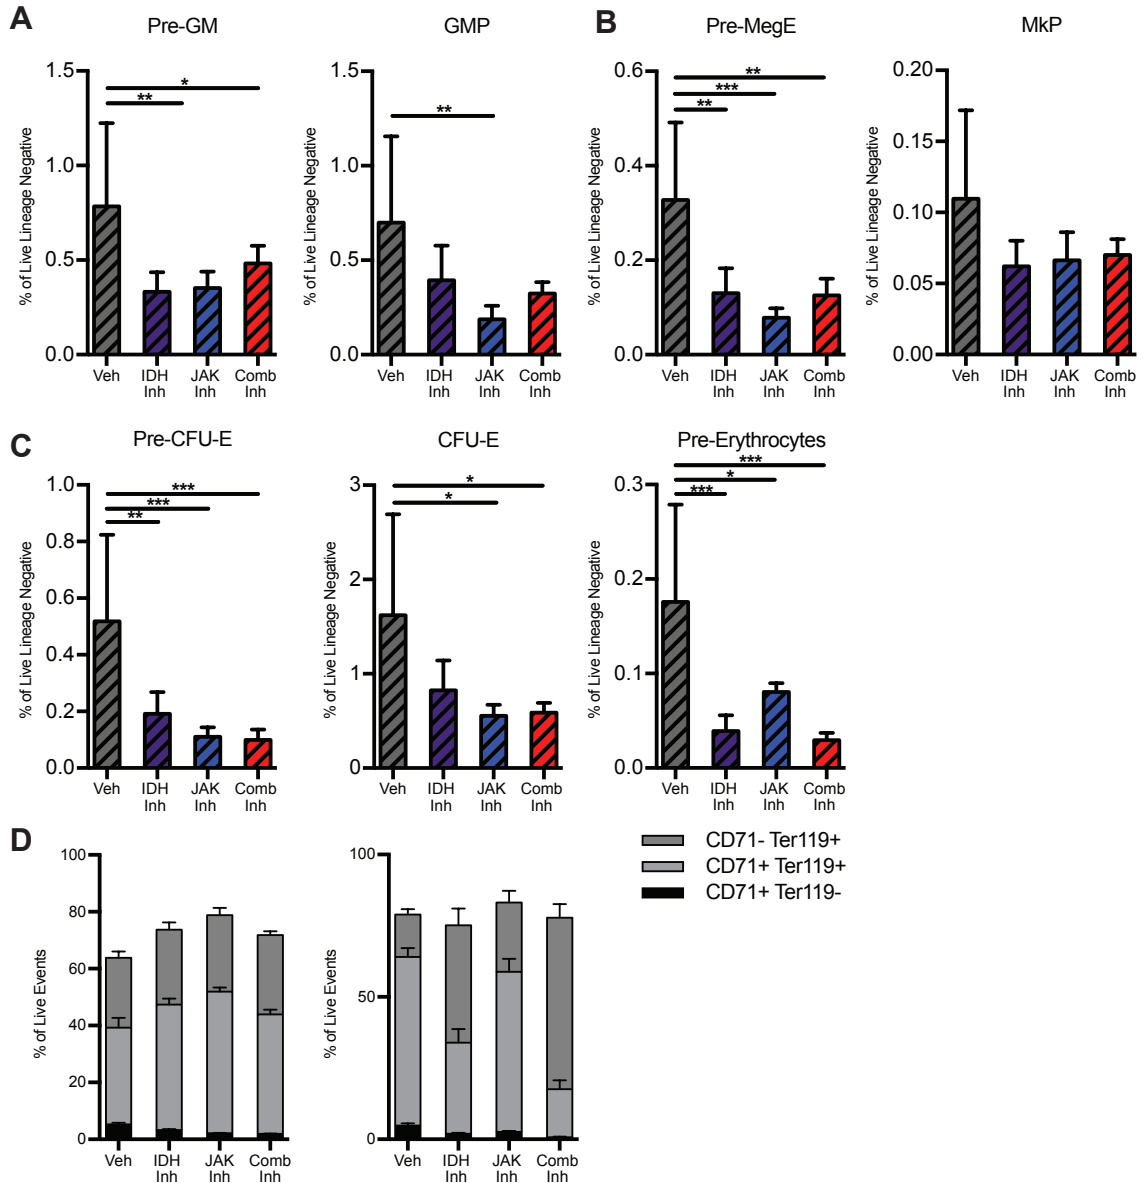 A
Pre-GM
GMP
B
Pre-MegE
MkP
% of Live Lineage Negative
1.5
1.0
0.5
0.0
*
**
Veh
IDH Inh
JAK Inh
Comb Inh
% of Live Lineage Negative
1.5
1.0
0.5
0.0
**
Veh
IDH Inh
JAK Inh
Comb Inh
% of Live Lineage Negative
0.6
0.4
0.2
0.0
**
***
**
Veh
IDH Inh
JAK Inh
Comb Inh
% of Live Lineage Negative
0.20
0.15
0.10
0.05
0.00
Veh
IDH Inh
JAK Inh
Comb Inh
C
Pre-CFU-E
CFU-E
Pre-Erythrocytes
% of Live Lineage Negative
1.0
0.8
0.6
0.4
0.2
0.0
***
***
**
Veh
IDH Inh
JAK Inh
Comb Inh
% of Live Lineage Negative
3
2
1
0
*
*
Veh
IDH Inh
JAK Inh
Comb Inh
% of Live Lineage Negative
0.3
0.2
0.1
0.0
***
*
***
Veh
IDH Inh
JAK Inh
Comb Inh
D
% of Live Events
100
80
60
40
20
0
Veh
IDH Inh
JAK Inh
Comb Inh
% of Live Events
100
50
0
Veh
IDH Inh
JAK Inh
Comb Inh
CD71- Ter119+
CD71+ Ter119+
CD71+ Ter119-